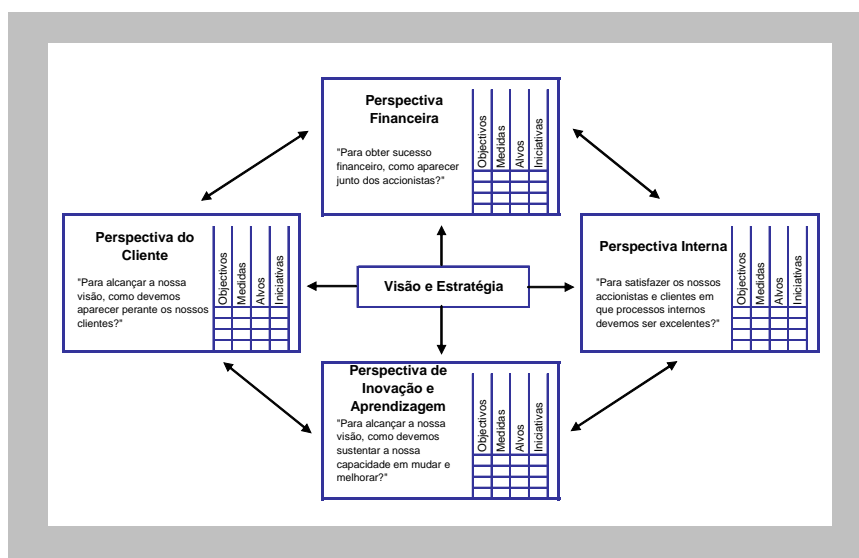 Perspectiva
Financeira
"Para obter sucesso
financeiro, como aparecer
junto dos accionistas?"
Objectivos
Medidas
Alvos
Iniciativas
Perspectiva do
Cliente
"Para alcançar a nossa
visão, como devemos
aparecer perante os nossos
clientes?"
Objectivos
Medidas
Alvos
Iniciativas
Visão e Estratégia
Perspectiva Interna
"Para satisfazer os nossos
accionistas e clientes em
que processos internos
devemos ser excelentes?"
Objectivos
Medidas
Alvos
Iniciativas
Perspectiva de
Inovação e
Aprendizagem
"Para alcançar a nossa
visão, como devemos
sustentar a nossa
capacidade em mudar e
melhorar?"
Objectivos
Medidas
Alvos
Iniciativas